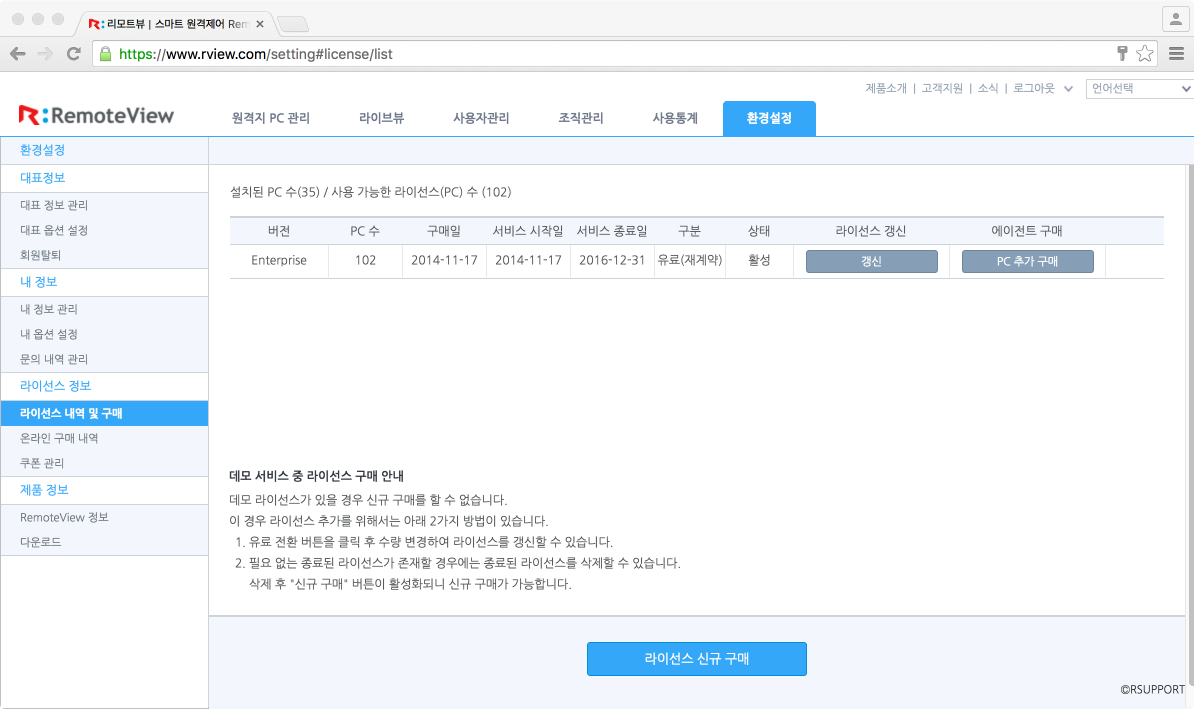 리모트뷰 | 스마트 원격제어 Rem
https://www.rview.com/setting#license/list
제품소개 | 고객지원 | 소식 | 로그아웃 언어선택
R:RemoteView
원격지 PC 관리 라이브뷰 사용자관리 조직관리 사용통계 환경설정
환경설정
대표정보
대표 정보 관리
대표 옵션 설정
회원탈퇴
내 정보
내 정보 관리
내 옵션 설정
문의 내역 관리
라이선스 정보
라이선스 내역 및 구매
온라인 구매 내역
쿠폰 관리
제품 정보
RemoteView 정보
다운로드
설치된 PC 수(35) / 사용 가능한 라이선스(PC) 수 (102)
버전 PC 수 구매일 서비스 시작일 서비스 종료일 구분 상태 라이선스 갱신 에이전트 구매
Enterprise 102 2014-11-17 2014-11-17 2016-12-31 유료(재계약) 활성 갱신 PC 추가 구매
데모 서비스 중 라이선스 구매 안내
데모 라이선스가 있을 경우 신규 구매를 할 수 없습니다.
이 경우 라이선스 추가를 위해서는 아래 2가지 방법이 있습니다.
1. 유료 전환 버튼을 클릭 후 수량 변경하여 라이선스를 갱신할 수 있습니다.
2. 필요 없는 종료된 라이선스가 존재할 경우에는 종료된 라이선스를 삭제할 수 있습니다.
삭제 후 "신규 구매" 버튼이 활성화되니 신규 구매가 가능합니다.
라이선스 신규 구매
©RSUPPORT